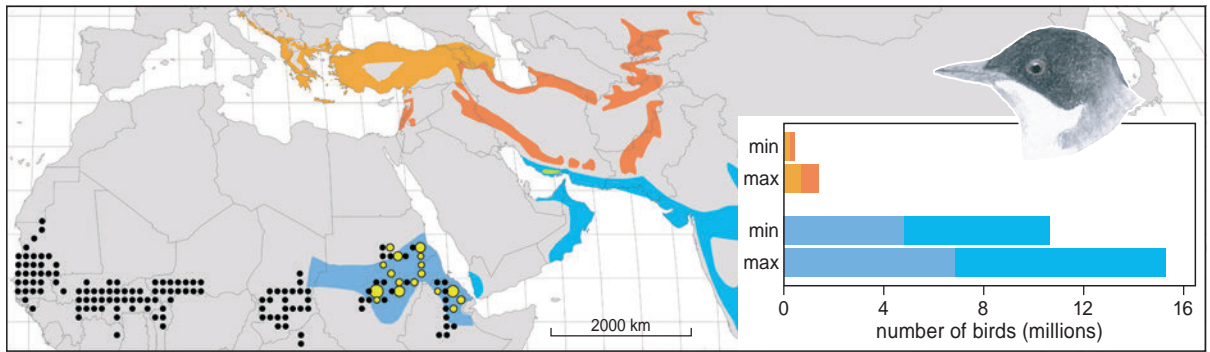 2000 km
min
max
min
max
0 4 8 12 16
number of birds (millions)